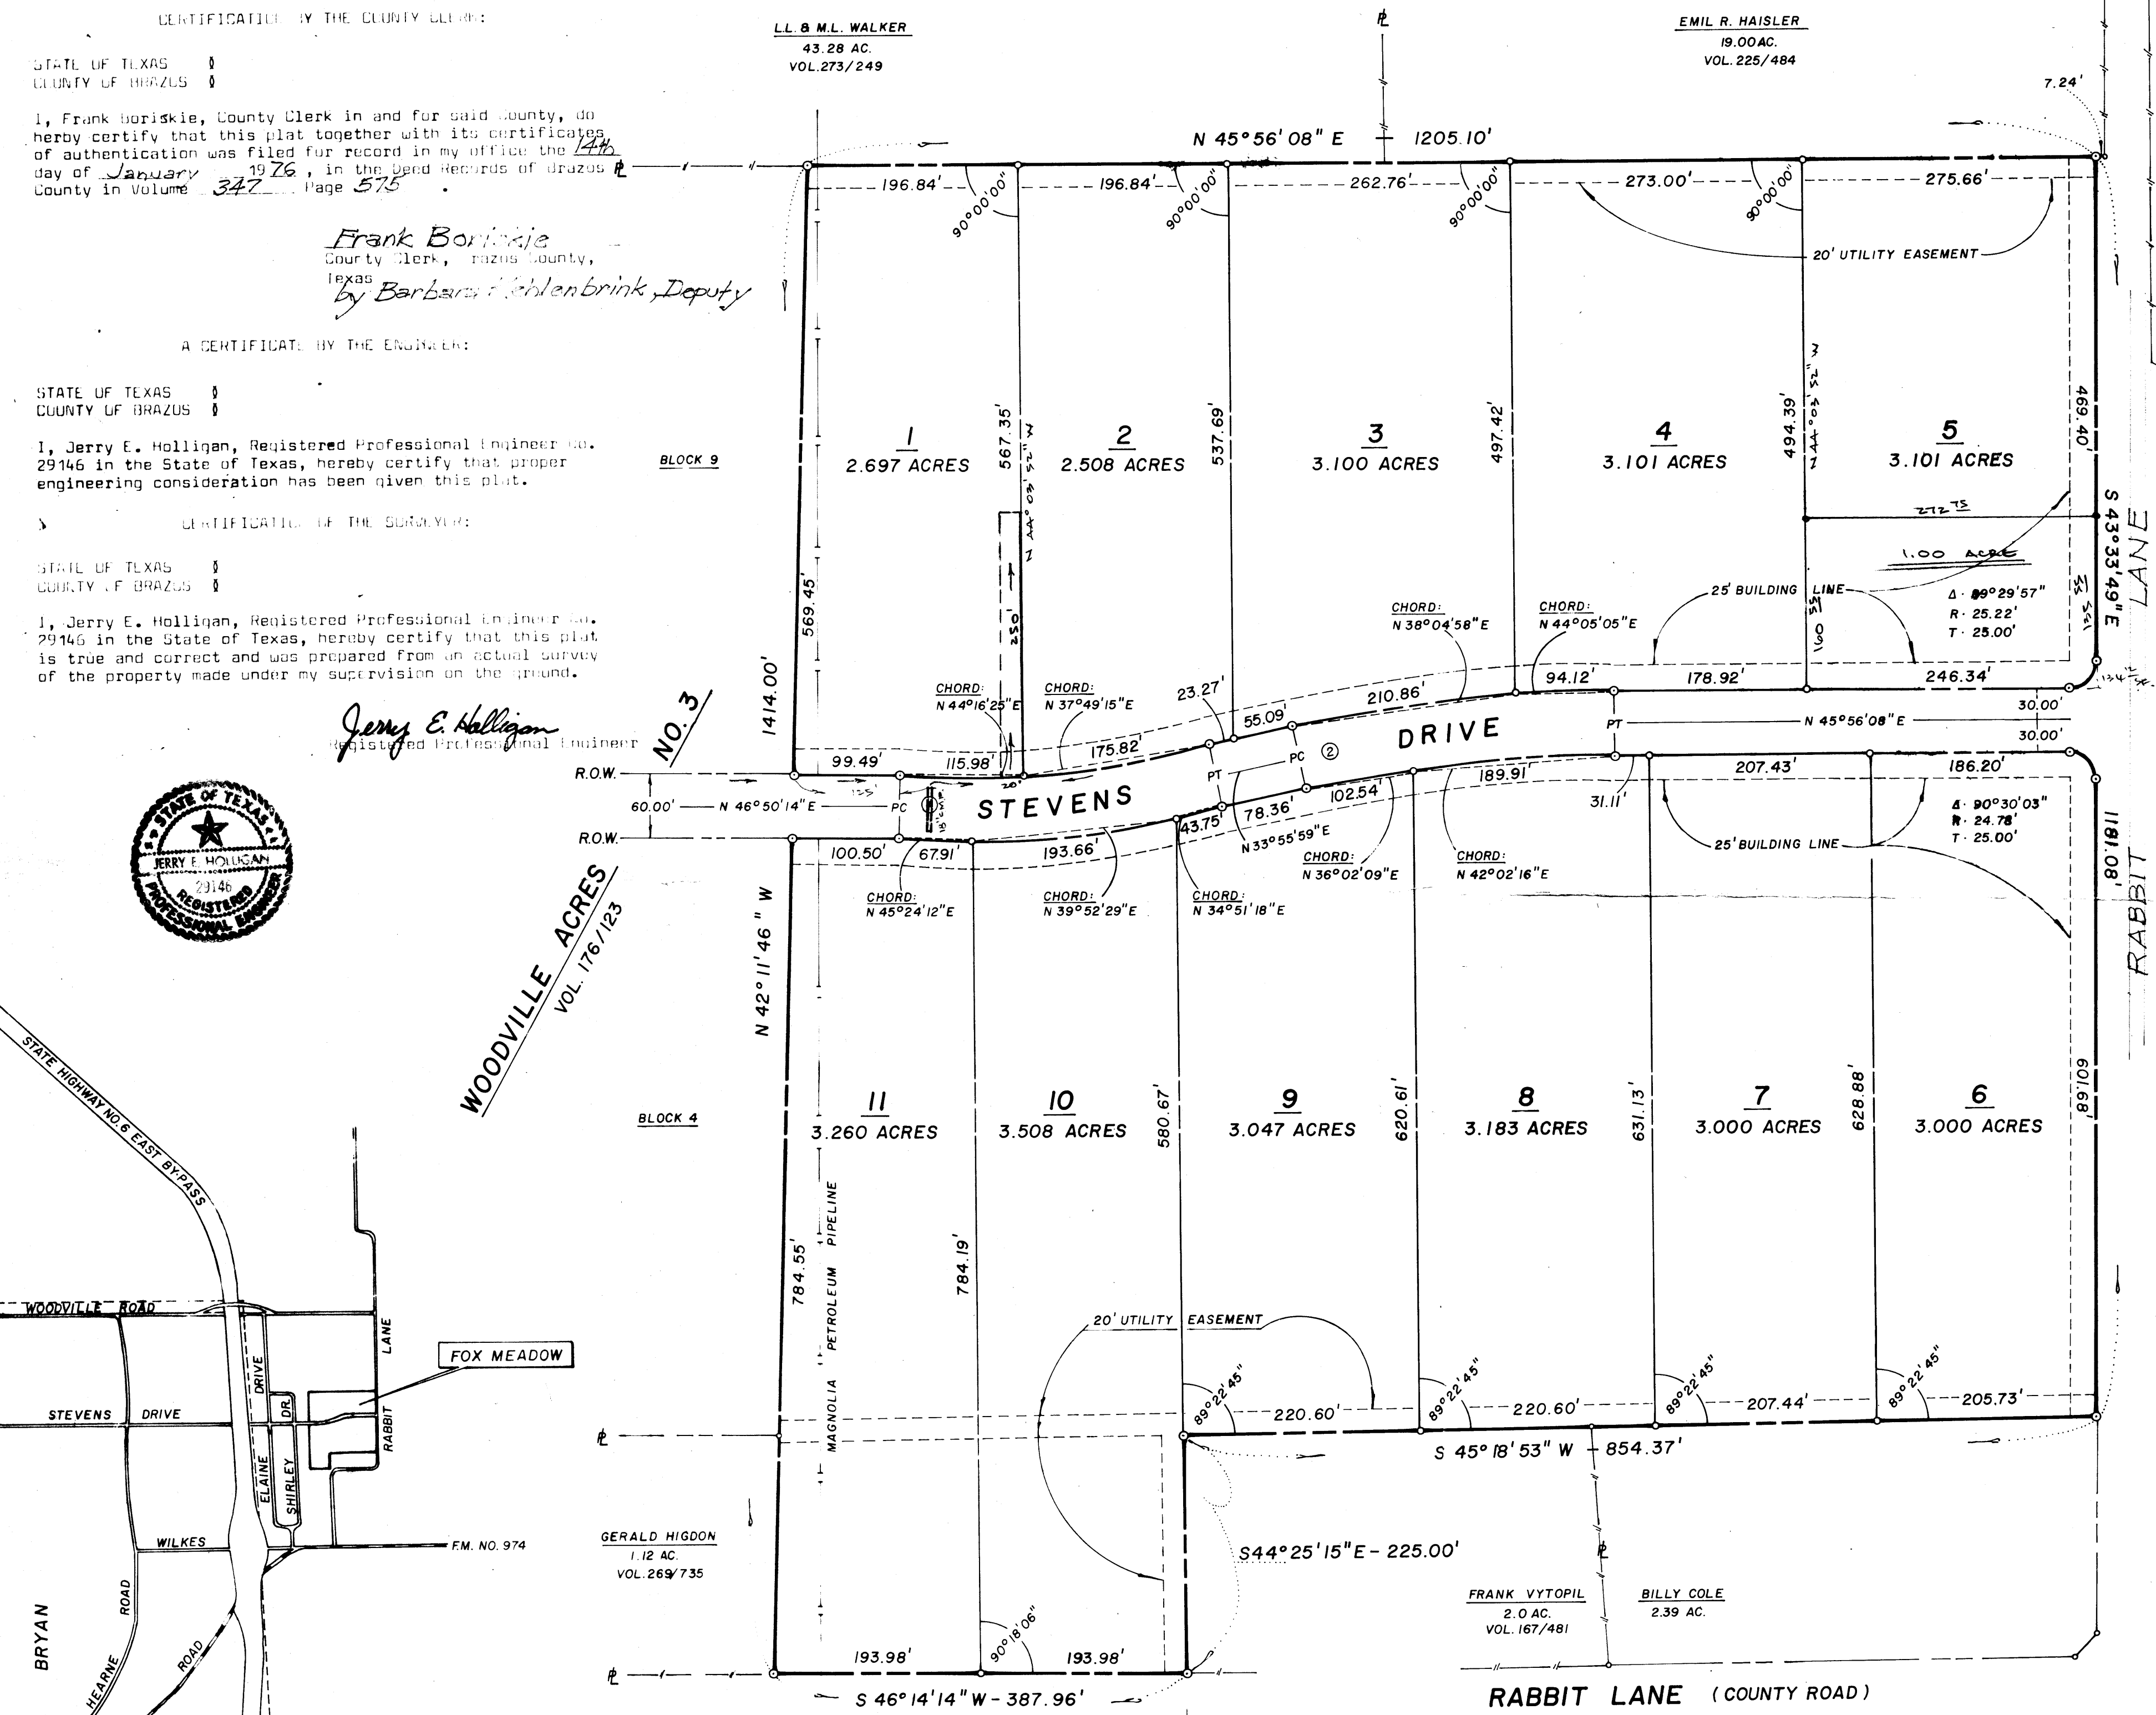 CERTIFICATION BY THE COUNTY CLERK:
STATE OF TEXAS
COUNTY OF BRAZOS
I, Frank Boriskie, County Clerk in and for said County, do
herby certify that this plat together with its certificates
of authentication was filed for record in my office the 14th
day of January 1976, in the Deed Records of Brazos
County in Volume 347 Page 575.
Frank Boriskie
County Clerk, Brazos County,
Texas
by Barbara Deputy
A CERTIFICATE BY THE ENGINEER:
STATE OF TEXAS
COUNTY OF BRAZOS
I, Jerry E. Holligan, Registered Professional Engineer No.
29146 in the State of Texas, hereby certify that proper
engineering consideration has been given this plat.
CERTIFICATION OF THE SURVEYOR:
STATE OF TEXAS
COUNTY OF BRAZOS
I, Jerry E. Holligan, Registered Professional Engineer No.
29146 in the State of Texas, hereby certify that this plat
is true and correct and was prepared from an actual survey
of the property made under my supervision on the ground.
Jerry E. Holligan
Registered Professional Engineer
STATE OF TEXAS
JERRY E. HOLLIGAN
29146
REGISTERED
PROFESSIONAL ENGINEER
L.L. & M.L. WALKER
43.28 AC.
VOL.273/249
EMIL R. HAISLER
19.00 AC.
VOL. 225/484
7.24'
N 45°56'08" E 1205.10'
196.84'
196.84'
262.76'
273.00'
275.66'
90°00'00"
90°00'00"
90°00'00"
90°00'00"
20' UTILITY EASEMENT
BLOCK 9
1
2.697 ACRES
2
2.508 ACRES
3
3.100 ACRES
4
3.101 ACRES
5
3.101 ACRES
569.45'
567.35'
N 44° 03' 52" W
537.69'
497.42'
494.39'
N 44° 03' 52" W
469.40'
272 75
1.00 ACRE
160 55
S 43°33'49"E
1181.08'
RABBIT LANE
250'
1414.00'
N 42° 11' 46" W
25' BUILDING LINE
Δ · 89°29'57"
R · 25.22'
T · 25.00'
CHORD:
N 44°16'25"E
CHORD:
N 37°49'15"E
CHORD:
N 38°04'58"E
CHORD:
N 44°05'05"E
99.49'
115.98'
175.82'
23.27'
55.09'
210.86'
94.12'
178.92'
246.34'
R.O.W.
60.00'
N 46°50'14"E
R.O.W.
125'
20'
PC
PT
PC
2
PT
STEVENS DRIVE
N 45°56'08"E
30.00'
30.00'
100.50'
67.91'
193.66'
43.75'
78.36'
N33°55'59"E
102.54'
189.91'
31.11'
207.43'
186.20'
CHORD:
N 45°24'12"E
CHORD:
N 39°52'29"E
CHORD:
N 34°51'18"E
CHORD:
N 36°02'09"E
CHORD:
N 42°02'16"E
25' BUILDING LINE
Δ · 90°30'03"
R · 24.78'
T · 25.00'
WOODVILLE ACRES NO. 3
VOL. 176/123
BLOCK 4
11
3.260 ACRES
10
3.508 ACRES
9
3.047 ACRES
8
3.183 ACRES
7
3.000 ACRES
6
3.000 ACRES
784.55'
MAGNOLIA PETROLEUM PIPELINE
784.19'
580.67'
620.61'
631.13'
628.88'
601.68'
20' UTILITY EASEMENT
89°22'45"
89°22'45"
89°22'45"
89°22'45"
220.60'
220.60'
207.44'
205.73'
S 45°18'53" W 854.37'
S44°25'15"E-225.00'
GERALD HIGDON
1.12 AC.
VOL.269/735
FRANK VYTOPIL
2.0 AC.
VOL. 167/481
BILLY COLE
2.39 AC.
193.98'
90°18'06"
193.98'
S 46°14'14" W-387.96'
RABBIT LANE (COUNTY ROAD)
STATE HIGHWAY NO.6 EAST BY-PASS
WOODVILLE ROAD
STEVENS DRIVE
ELAINE DRIVE
SHIRLEY DR.
RABBIT LANE
FOX MEADOW
WILKES
F.M. NO. 974
HEARNE ROAD
ROAD
BRYAN